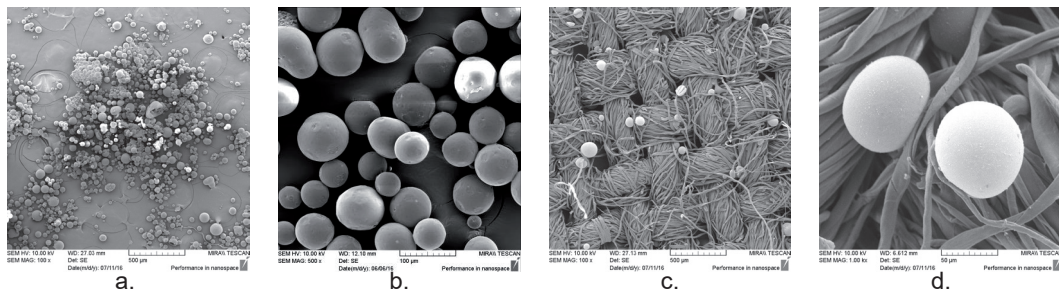 SEM HV: 10.00 kV WD: 27.03 mm MIRA\\ TESCAN
SEM MAG: 100 x Det: SE 500 µm
Date(m/d/y): 07/11/16 Performance in nanospace
a.
SEM HV: 10.00 kV WD: 12.10 mm MIRA\\ TESCAN
SEM MAG: 500 x Det: SE 100 µm
Date(m/d/y): 06/06/16 Performance in nanospace
b.
SEM HV: 10.00 kV WD: 27.13 mm MIRA\\ TESCAN
SEM MAG: 100 x Det: SE 500 µm
Date(m/d/y): 07/11/16 Performance in nanospace
c.
SEM HV: 10.00 kV WD: 6.612 mm MIRA\\ TESCAN
SEM MAG: 1.00 kx Det: SE 50 µm
Date(m/d/y): 07/11/16 Performance in nanospace
d.